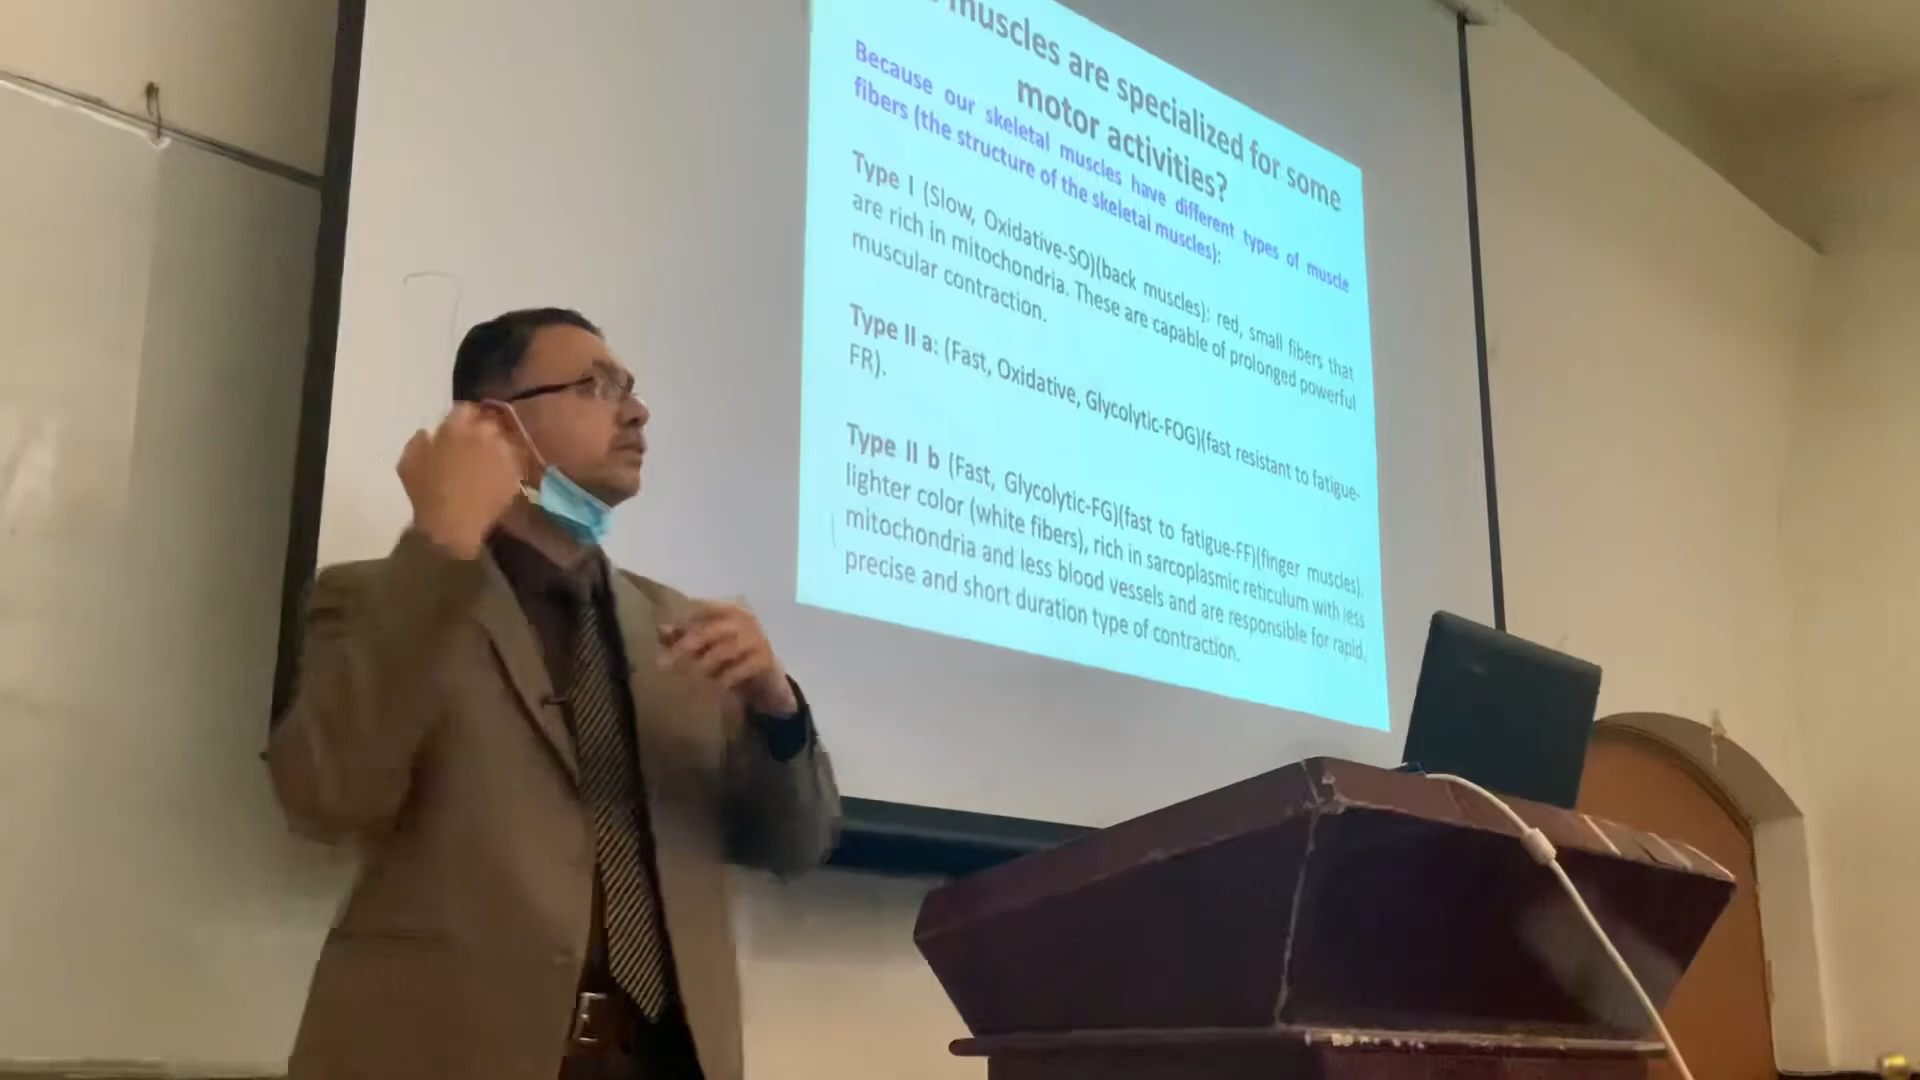 muscles are specialized for some
motor activities?
Because our skeletal muscles have different types of muscle
fibers (the structure of the skeletal muscles):
Type I (Slow, Oxidative-SO)(back muscles): red, small fibers that
are rich in mitochondria. These are capable of prolonged powerful
muscular contraction.
Type II a: (Fast, Oxidative, Glycolytic-FOG)(fast resistant to fatigue-
FR).
Type II b (Fast, Glycolytic-FG)(fast to fatigue-FF)(finger muscles).
lighter color (white fibers), rich in sarcoplasmic reticulum with less
mitochondria and less blood vessels and are responsible for rapid,
precise and short duration type of contraction.